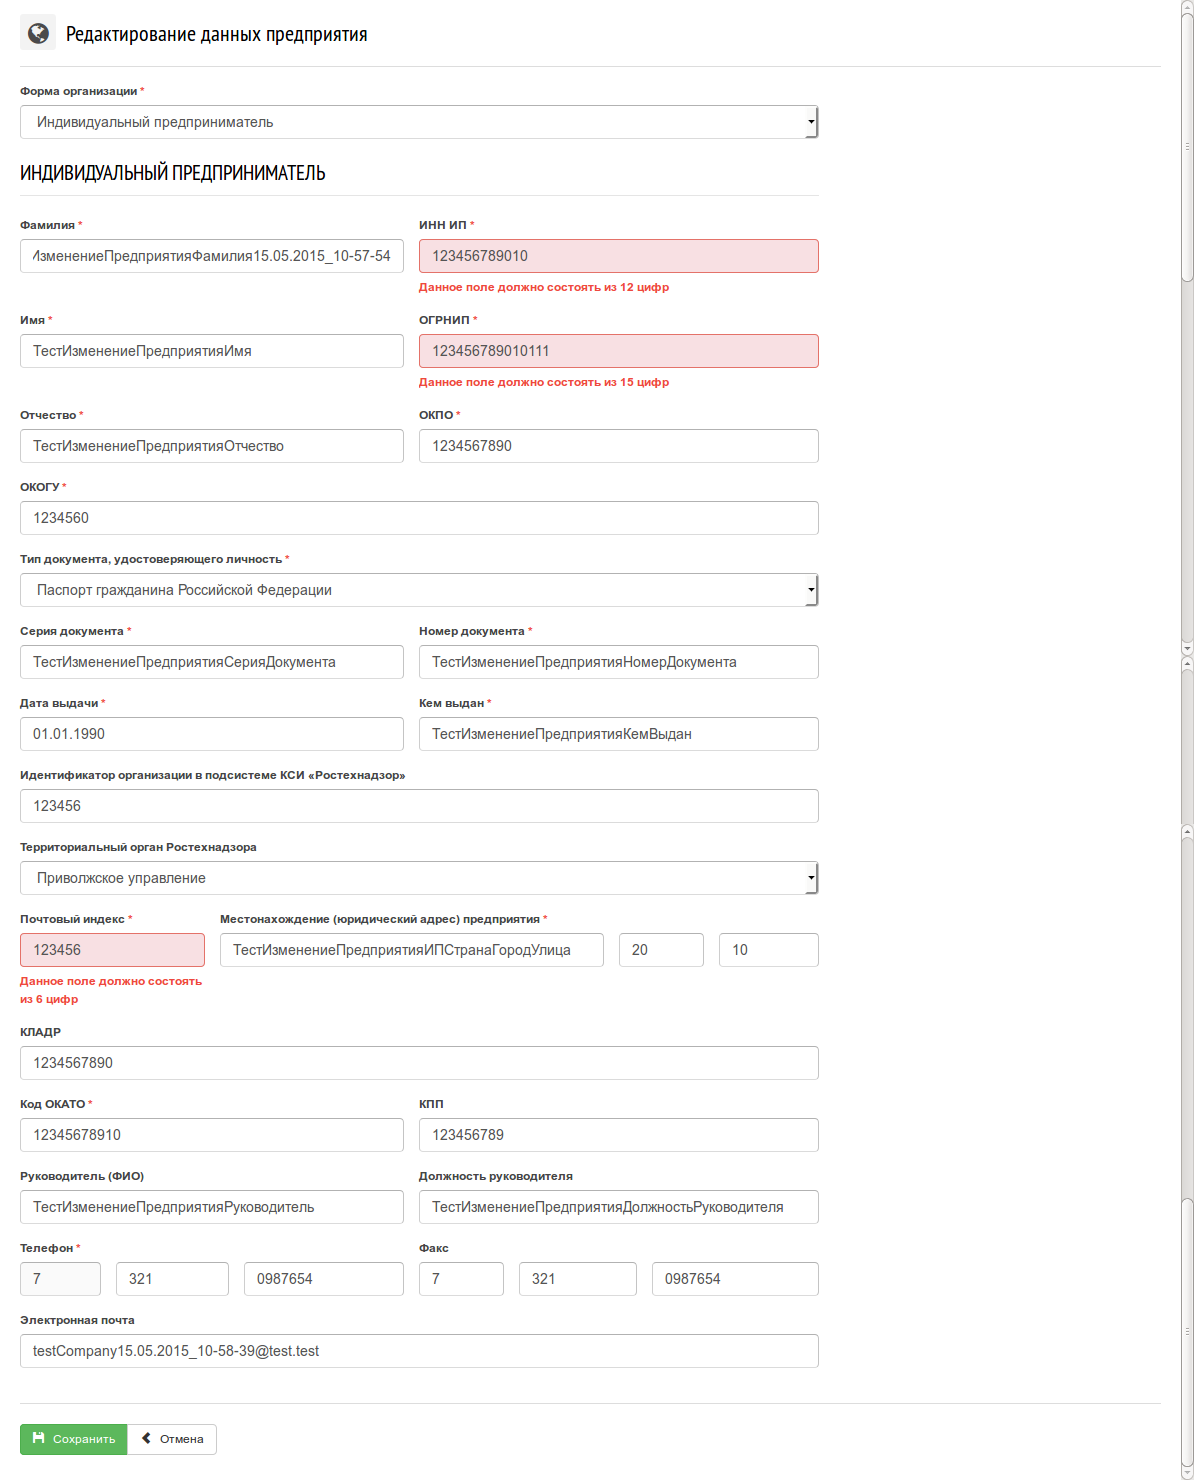 Редактирование данных предприятия
Форма организации *
Индивидуальный предприниматель
ИНДИВИДУАЛЬНЫЙ ПРЕДПРИНИМАТЕЛЬ
Фамилия * ИНН ИП *
ИзменениеПредприятияФамилия15.05.2015_10-57-54 123456789010
Данное поле должно состоять из 12 цифр
Имя * ОГРНИП *
ТестИзменениеПредприятияИмя 123456789010111
Данное поле должно состоять из 15 цифр
Отчество * ОКПО *
ТестИзменениеПредприятияОтчество 1234567890
ОКОГУ *
1234560
Тип документа, удостоверяющего личность *
Паспорт гражданина Российской Федерации
Серия документа * Номер документа *
ТестИзменениеПредприятияСерияДокумента ТестИзменениеПредприятияНомерДокумента
Дата выдачи * Кем выдан *
01.01.1990 ТестИзменениеПредприятияКемВыдан
Идентификатор организации в подсистеме КСИ «Ростехнадзор»
123456
Территориальный орган Ростехнадзора
Приволжское управление
Почтовый индекс * Местонахождение (юридический адрес) предприятия *
123456 ТестИзменениеПредприятияИПСтранаГородУлица 20 10
Данное поле должно состоять
из 6 цифр
КЛАДР
1234567890
Код ОКАТО * КПП
12345678910 123456789
Руководитель (ФИО) Должность руководителя
ТестИзменениеПредприятияРуководитель ТестИзменениеПредприятияДолжностьРуководителя
Телефон * Факс
7 321 0987654 7 321 0987654
Электронная почта
testCompany15.05.2015_10-58-39@test.test
Сохранить Отмена